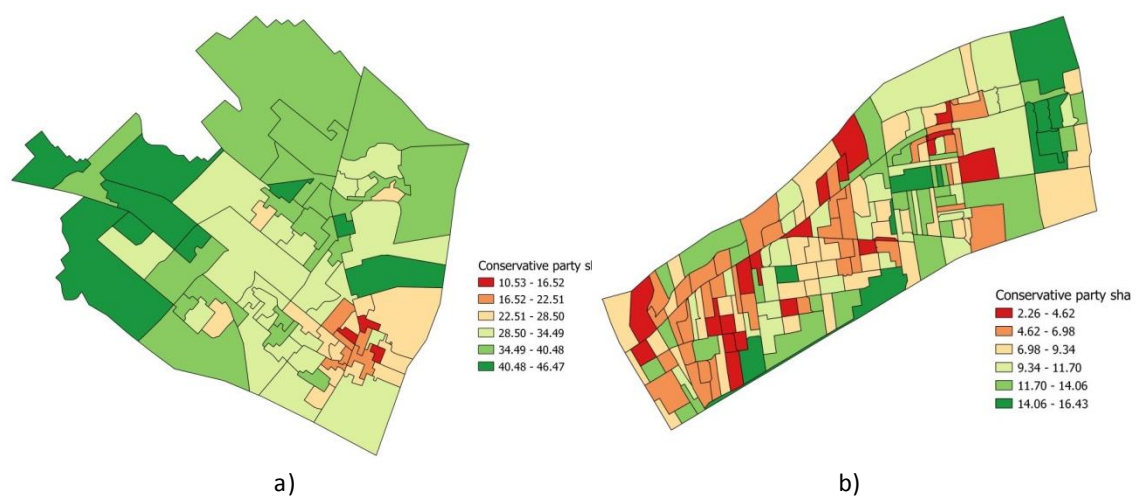 Conservative party sh
10.53 - 16.52
16.52 - 22.51
22.51 - 28.50
28.50 - 34.49
34.49 - 40.48
40.48 - 46.47
Conservative party sha
2.26 - 4.62
4.62 - 6.98
6.98 - 9.34
9.34 - 11.70
11.70 - 14.06
14.06 - 16.43
a)
b)